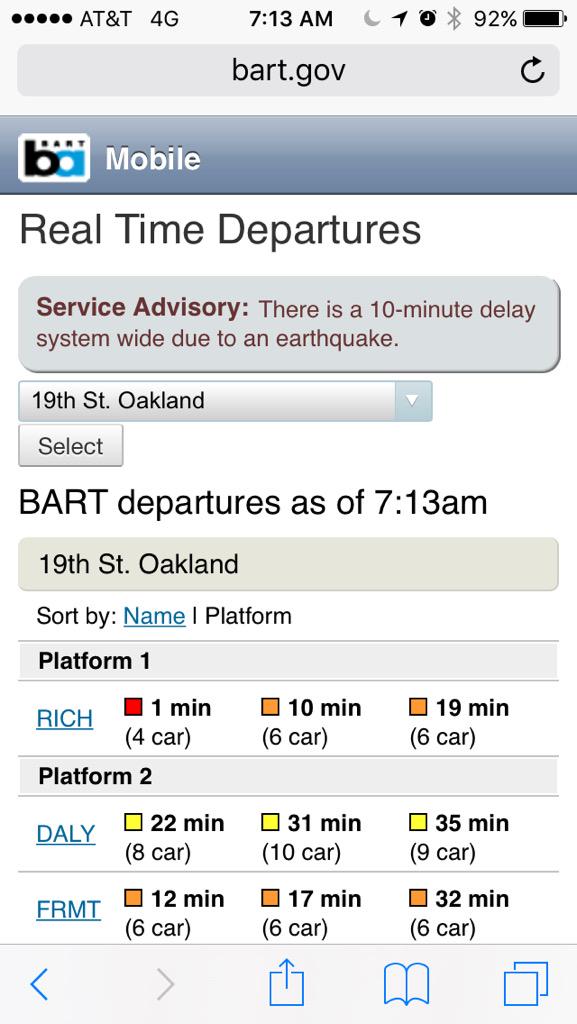 AT&T 4G 7:13 AM 92%
bart.gov
BART
ba Mobile
Real Time Departures
Service Advisory: There is a 10-minute delay
system wide due to an earthquake.
19th St. Oakland
Select
BART departures as of 7:13am
19th St. Oakland
Sort by: Name | Platform
Platform 1
RICH 1 min 10 min 19 min
(4 car) (6 car) (6 car)
Platform 2
DALY 22 min 31 min 35 min
(8 car) (10 car) (9 car)
FRMT 12 min 17 min 32 min
(6 car) (6 car) (6 car)